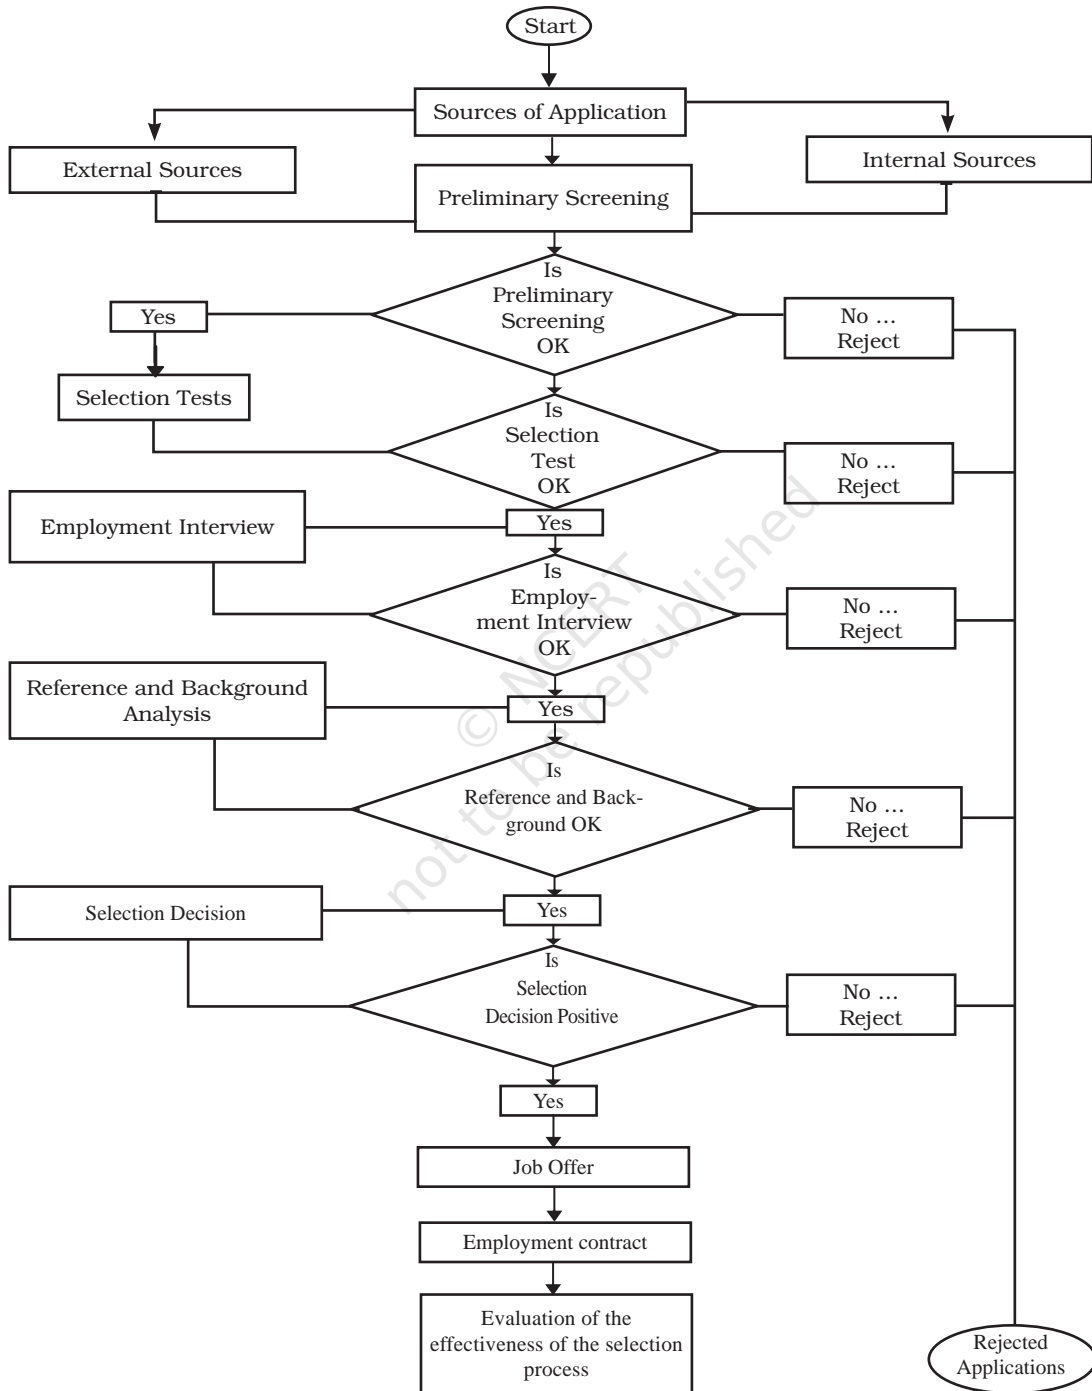 Start
Sources of Application
External Sources
Internal Sources
Preliminary Screening
Is
Preliminary
Screening
OK
Yes
No ...
Reject
Selection Tests
Is
Selection
Test
OK
No ...
Reject
Employment Interview
Yes
Is
Employ-
ment Interview
OK
No ...
Reject
Reference and Background
Analysis
Yes
Is
Reference and Back-
ground OK
No ...
Reject
Selection Decision
Yes
Is
Selection
Decision Positive
No ...
Reject
Yes
Job Offer
Employment contract
Evaluation of the
effectiveness of the selection
process
Rejected
Applications
© NCERT
not to be republished